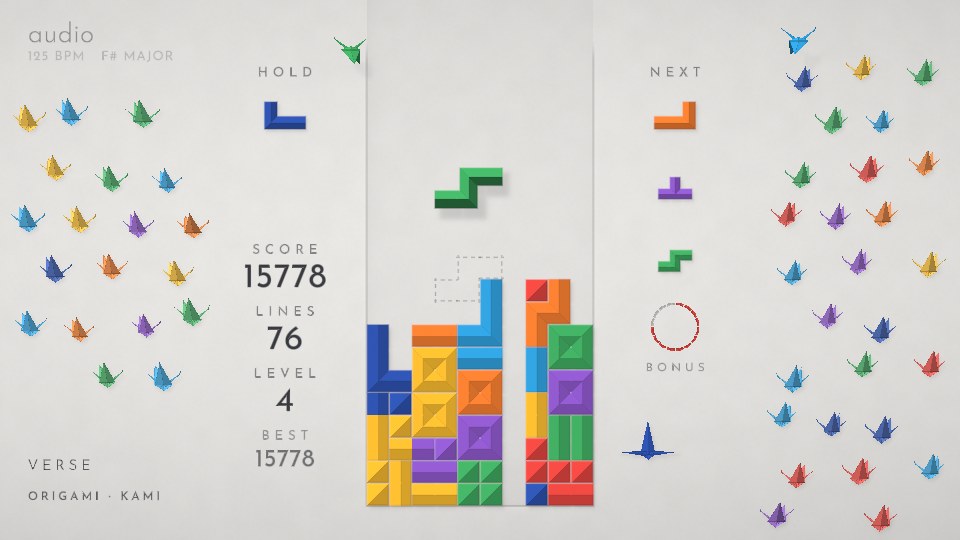 audio
125 BPM F# MAJOR
HOLD
NEXT
SCORE
15778
LINES
76
LEVEL
4
BEST
15778
BONUS
VERSE
ORIGAMI · KAMI